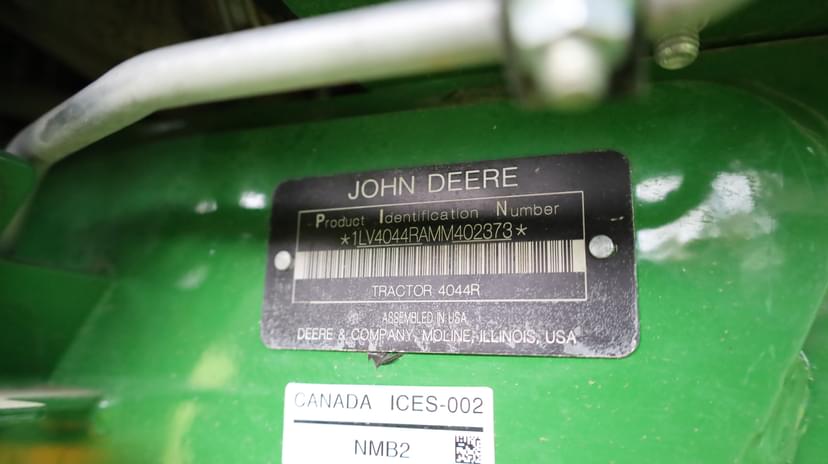 JOHN DEERE
Product Identification Number
*1LV4044RAMM402373*
TRACTOR 4044R
ASSEMBLED IN USA
DEERE & COMPANY, MOLINE, ILLINOIS, USA
CANADA ICES-002
NMB2